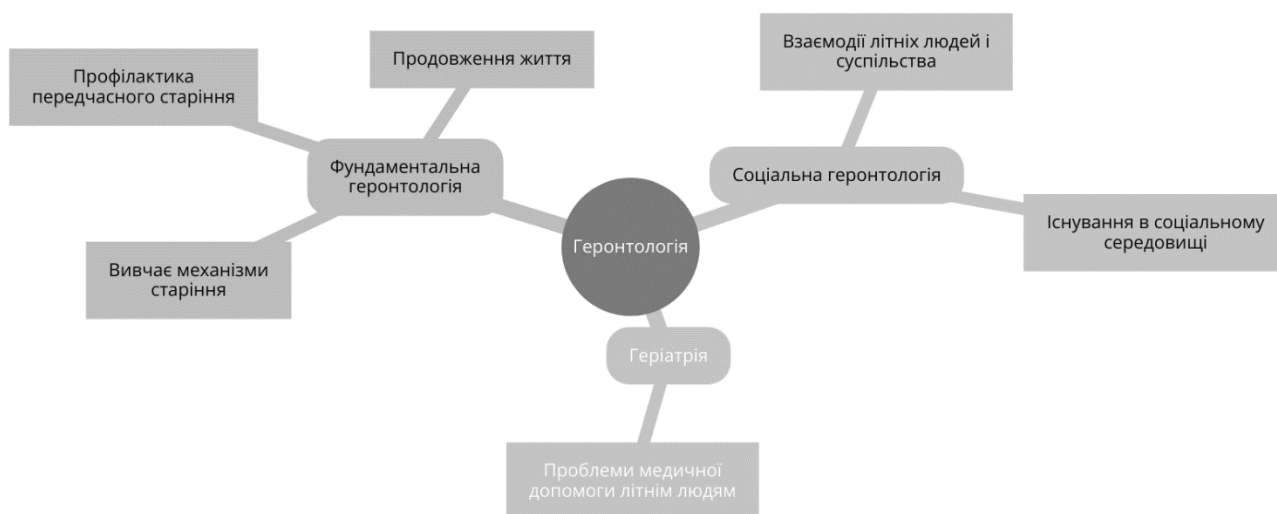 Профілактика
передчасного старіння
Продовження життя
Взаємодії літніх людей і
суспільства
Фундаментальна
геронтологія
Соціальна геронтологія
Існування в соціальному
середовищі
Геронтологія
Вивчає механізми
старіння
Геріатрія
Проблеми медичної
допомоги літнім людям